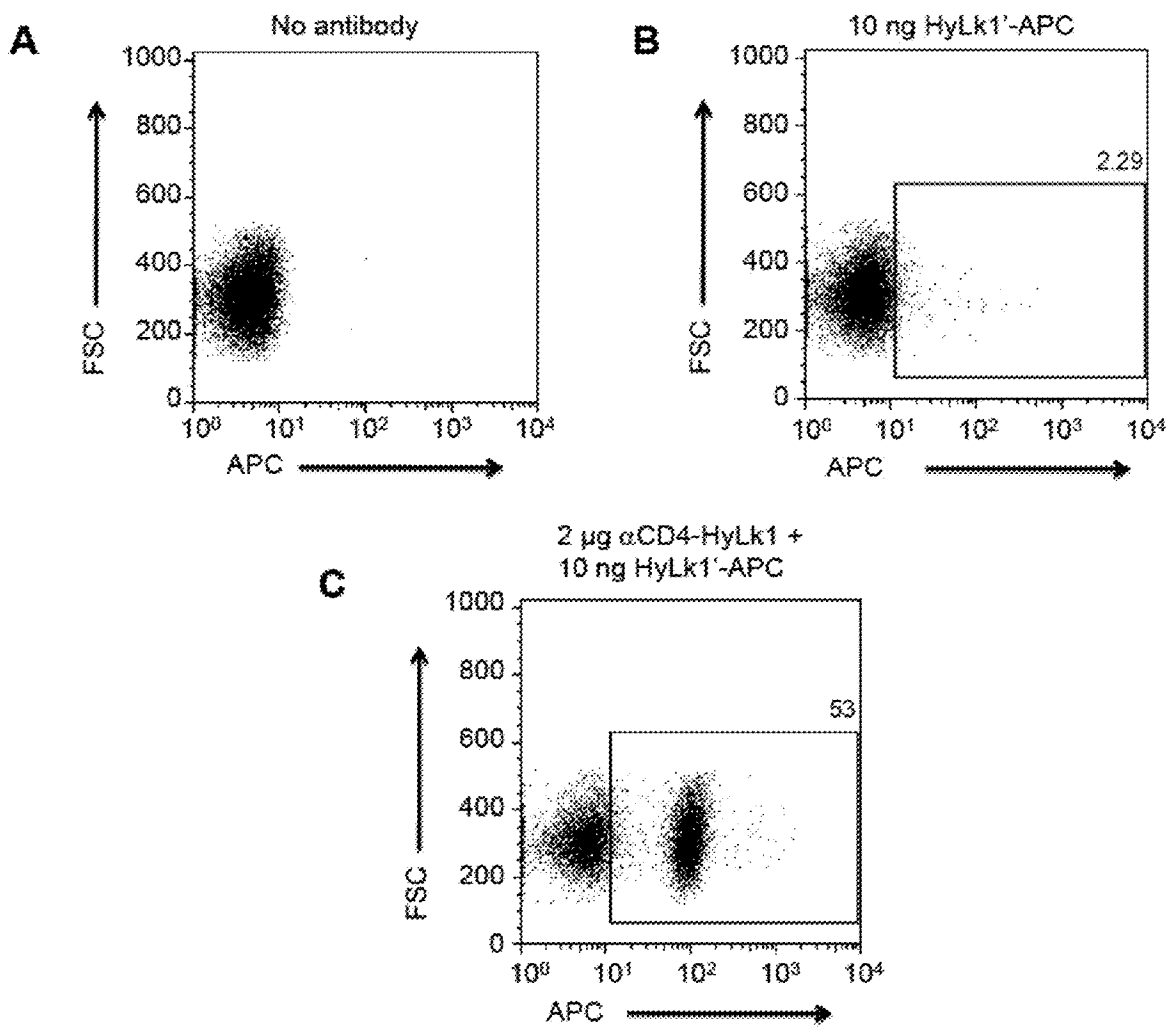 A
No antibody
1000
800
600
400
200
0
FSC
10⁰ 10¹ 10² 10³ 10⁴
APC
B
10 ng HyLk1'-APC
1000
800
600
400
200
0
FSC
2.29
10⁰ 10¹ 10² 10³ 10⁴
APC
C
2 µg αCD4-HyLk1 +
10 ng HyLk1'-APC
1000
800
600
400
200
0
FSC
53
10⁰ 10¹ 10² 10³ 10⁴
APC